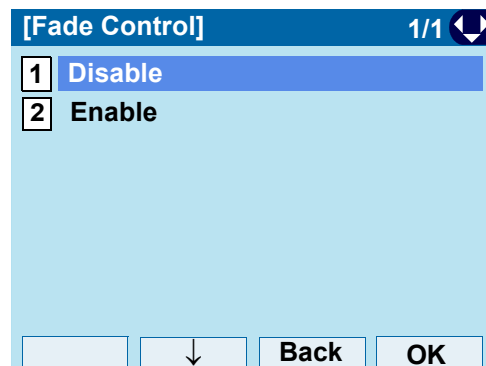 [Fade Control] 1/1
1 Disable
2 Enable
↓ Back OK